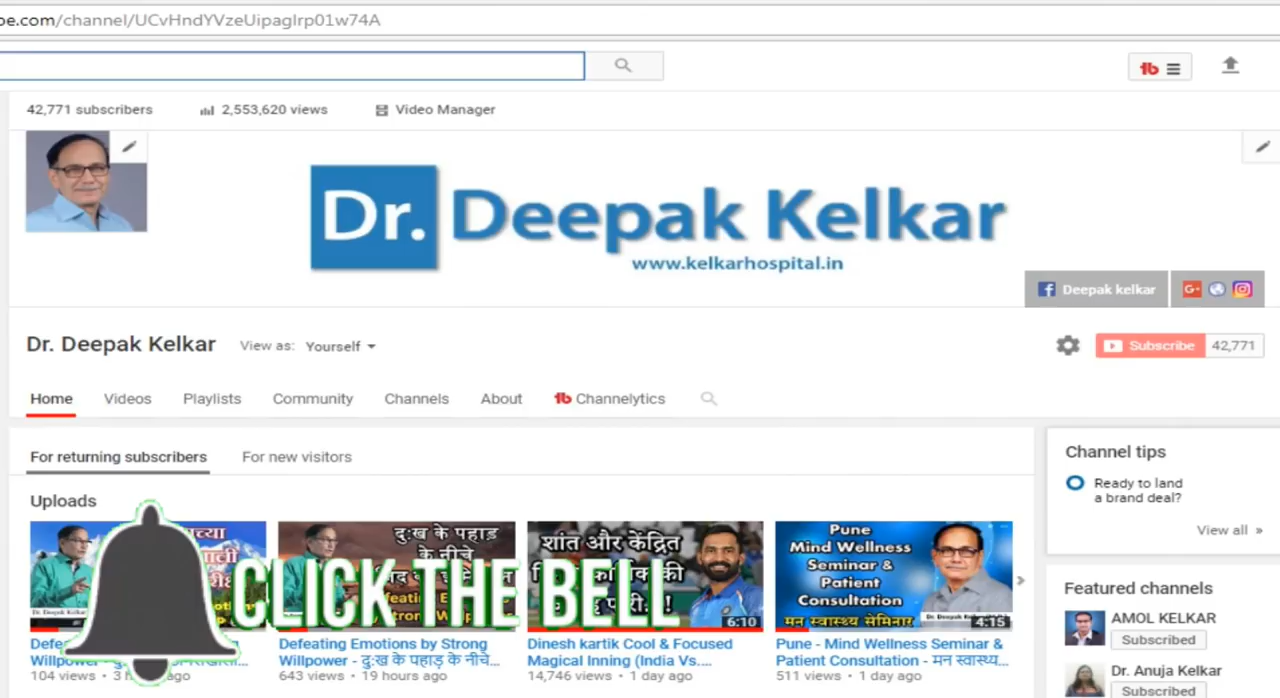 be.com/channel/UCvHndYVzeUipaglrp01w74A
42,771 subscribers
2,553,620 views
Video Manager
Dr. Deepak Kelkar
www.kelkarhospital.in
Deepak kelkar
Dr. Deepak Kelkar
View as: Yourself
Subscribe 42,771
Home Videos Playlists Community Channels About Channelytics
For returning subscribers
For new visitors
Channel tips
Ready to land
a brand deal?
View all »
Uploads
दुःख के पहाड़
के नीचे
शांत और केंद्रित
Pune
Mind Wellness
Seminar &
Patient
Consultation
मन स्वास्थ्य सेमिनार
6:10
4:15
CLICK THE BELL
Defeating Emotions by Strong
Willpower - दुःख के पहाड़ के नीचे...
643 views • 19 hours ago
Dinesh kartik Cool & Focused
Magical Inning (India Vs....
14,746 views • 1 day ago
Pune - Mind Wellness Seminar &
Patient Consultation - मन स्वास्थ्य...
511 views • 1 day ago
Willpower
104 views
ago
Featured channels
AMOL KELKAR
Subscribed
Dr. Anuja Kelkar
Subscribed